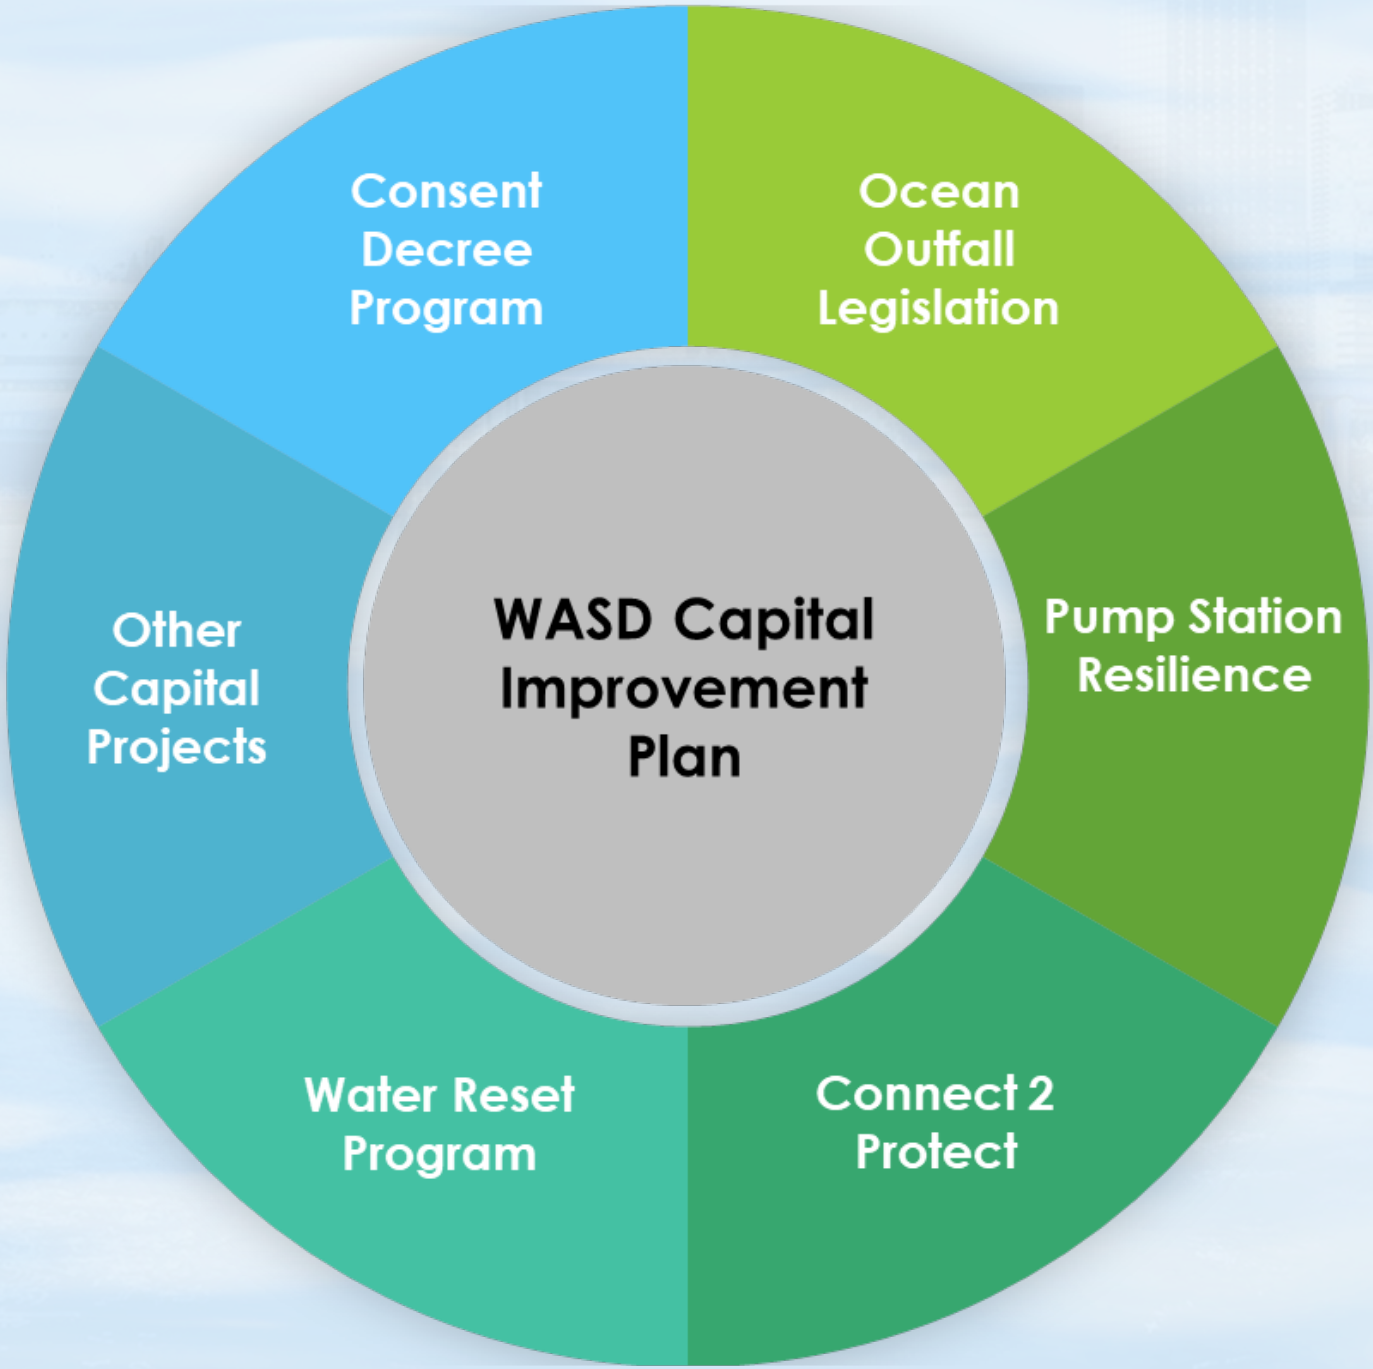 Consent
Decree
Program
Ocean
Outfall
Legislation
Pump Station
Resilience
Connect 2
Protect
Water Reset
Program
Other
Capital
Projects
WASD Capital
Improvement
Plan